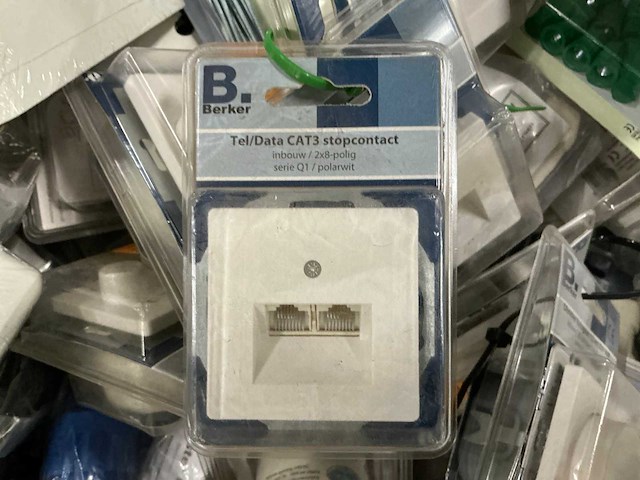 B.
Berker
Tel/Data CAT3 stopcontact
inbouw / 2x8-polig
serie Q1 / polarwit
B.